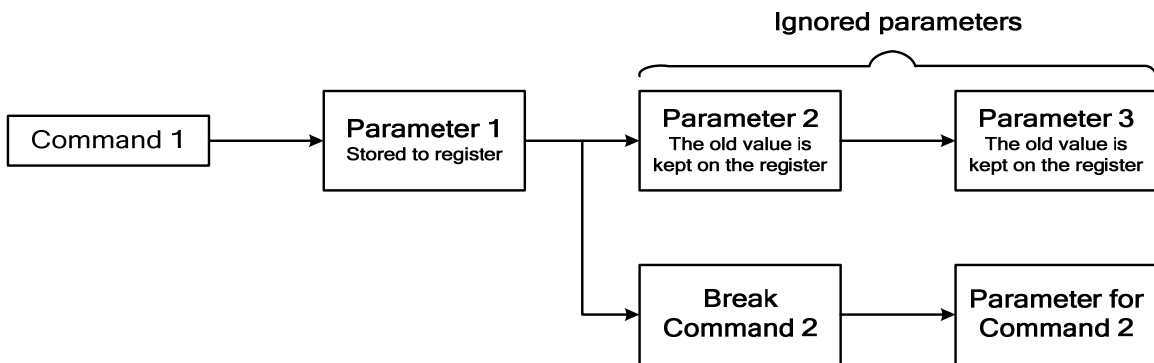 Ignored parameters
Command 1
Parameter 1
Stored to register
Parameter 2
The old value is
kept on the register
Parameter 3
The old value is
kept on the register
Break
Command 2
Parameter for
Command 2